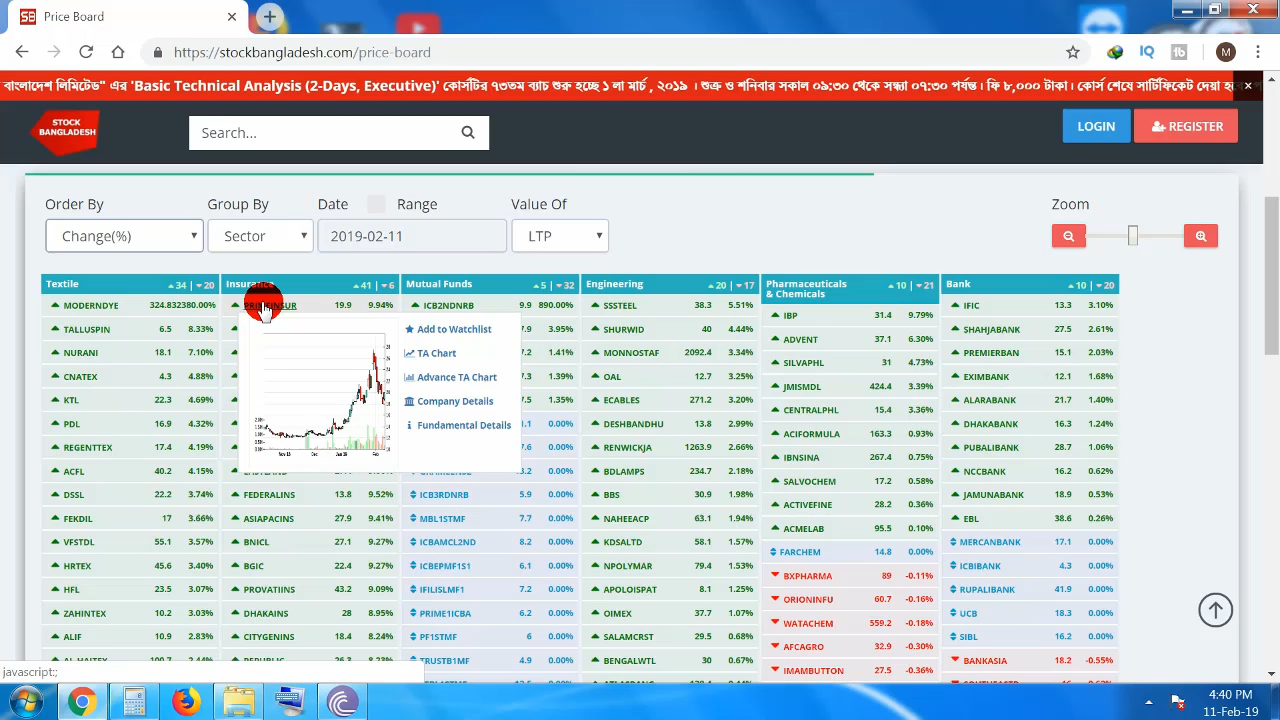 Price Board
https://stockbangladesh.com/price-board
IQ
M
বাংলাদেশ লিমিটেড" এর 'Basic Technical Analysis (2-Days, Executive)' কোর্সটির ৭৩তম ব্যাচ শুরু হচ্ছে ১ লা মার্চ , ২০১৯ । শুক্র ও শনিবার সকাল ০৯:৩০ থেকে সন্ধ্যা ০৭:৩০ পর্যন্ত। ফি ৮,০০০ টাকা। কোর্স শেষে সার্টিফিকেট দেয়া
STOCK
BANGLADESH
Search...
LOGIN
REGISTER
Order By
Group By
Date
Range
Value Of
Zoom
Change(%)
Sector
2019-02-11
LTP
Textile 34 | 20
Insurance 41 | 6
Mutual Funds 5 | 32
Engineering 20 | 17
Pharmaceuticals
& Chemicals 10 | 21
Bank 10 | 20
MODERNDYE 324.832380.00%
TALLUSPIN 6.5 8.33%
NURANI 18.1 7.10%
CNATEX 4.3 4.88%
KTL 22.3 4.69%
PDL 16.9 4.32%
REGENTTEX 17.4 4.19%
ACFL 40.2 4.15%
DSSL 22.2 3.74%
FEKDIL 17 3.66%
VFSTDL 55.1 3.57%
HRTEX 45.6 3.40%
HFL 23.5 3.07%
ZAHINTEX 10.2 3.03%
ALIF 10.9 2.83%
19.9 9.94%
Add to Watchlist
TA Chart
Advance TA Chart
Company Details
Fundamental Details
FEDERALINS 13.8 9.52%
ASIAPACINS 27.9 9.41%
BNICL 27.1 9.27%
BGIC 22.4 9.27%
PROVATIINS 43.2 9.09%
DHAKAINS 28 8.95%
CITYGENINS 18.4 8.24%
REPUBLIC 26.3 8.23%
ICB2NDNRB 9.9 890.00%
3.95%
1.41%
1.39%
1.35%
0.00%
0.00%
0.00%
ICB3RDNRB 5.9 0.00%
MBL1STMF 7.7 0.00%
ICBAMCL2ND 8.2 0.00%
ICBEPMF1S1 6.1 0.00%
IFILISLMF1 7.2 0.00%
PRIME1ICBA 6.2 0.00%
PF1STMF 6 0.00%
TRUSTB1MF 4.9 0.00%
SSSTEEL 38.3 5.51%
SHURWID 40 4.44%
MONNOSTAF 2092.4 3.34%
OAL 12.7 3.25%
ECABLES 271.2 3.20%
DESHBANDHU 13.8 2.99%
RENWICKJA 1263.9 2.66%
BDLAMPS 234.7 2.18%
BBS 30.9 1.98%
NAHEEACP 63.1 1.94%
KDSALTD 58.1 1.57%
NPOLYMAR 79.4 1.53%
APOLOISPAT 8.1 1.25%
OIMEX 37.7 1.07%
SALAMCRST 29.5 0.68%
BENGALWTL 30 0.67%
IBP 31.4 9.79%
ADVENT 37.1 6.30%
SILVAPHL 31 4.73%
JMISMDL 424.4 3.39%
CENTRALPHL 15.4 3.36%
ACIFORMULA 163.3 0.93%
IBNSINA 267.4 0.75%
SALVOCHEM 17.2 0.58%
ACTIVEFINE 28.2 0.36%
ACMELAB 95.5 0.10%
FARCHEM 14.8 0.00%
BXPHARMA 89 -0.11%
ORIONINFU 60.7 -0.16%
WATACHEM 559.2 -0.18%
AFCAGRO 32.9 -0.30%
IMAMBUTTON 27.5 -0.36%
IFIC 13.3 3.10%
SHAHJABANK 27.5 2.61%
PREMIERBAN 15.1 2.03%
EXIMBANK 12.1 1.68%
ALARABANK 21.7 1.40%
DHAKABANK 16.3 1.24%
PUBALIBANK 28.7 1.06%
NCCBANK 16.2 0.62%
JAMUNABANK 18.9 0.53%
EBL 38.6 0.26%
MERCANBANK 17.1 0.00%
ICBIBANK 4.3 0.00%
RUPALIBANK 41.9 0.00%
UCB 18.3 0.00%
SIBL 16.2 0.00%
BANKASIA 18.2 -0.55%
javascript:;
4:40 PM
11-Feb-19